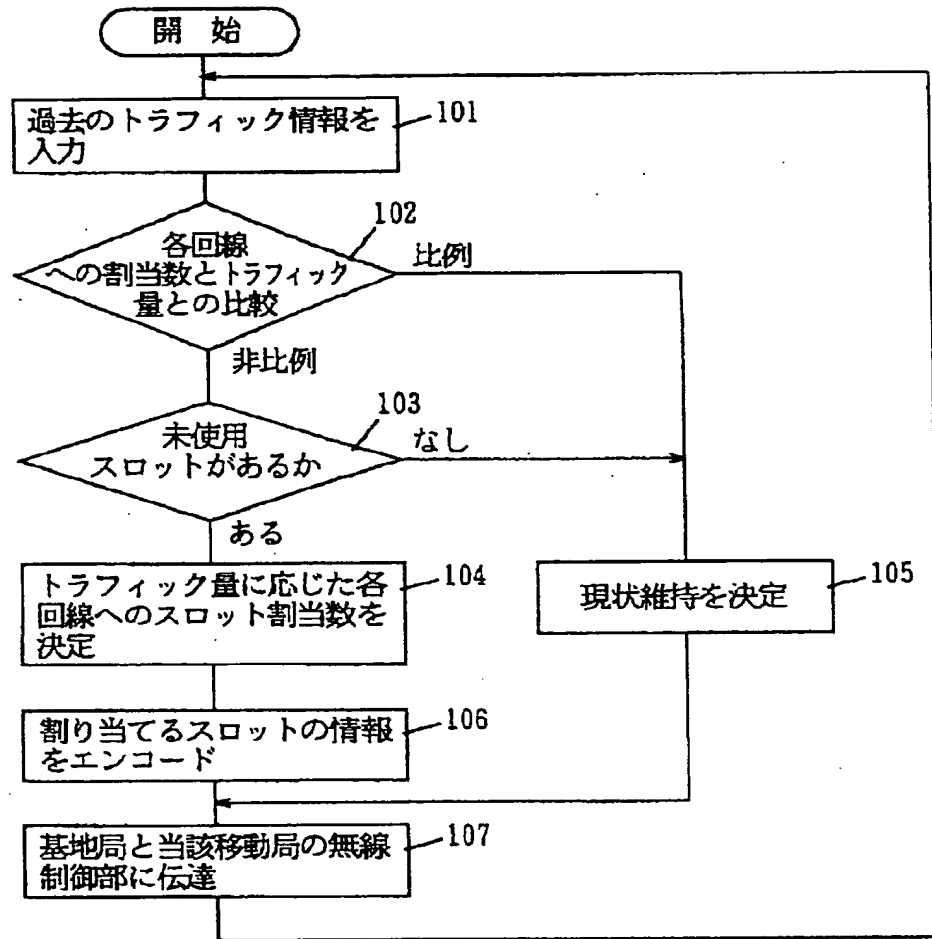 開 始
過去のトラフィック情報を
入力
101
102
各回線
への割当数とトラフィック
量との比較
比例
非比例
103
未使用
スロットがあるか
なし
ある
トラフィック量に応じた各
回線へのスロット割当数を
決定
104
現状維持を決定
105
割り当てるスロットの情報
をエンコード
106
基地局と当該移動局の無線
制御部に伝達
107